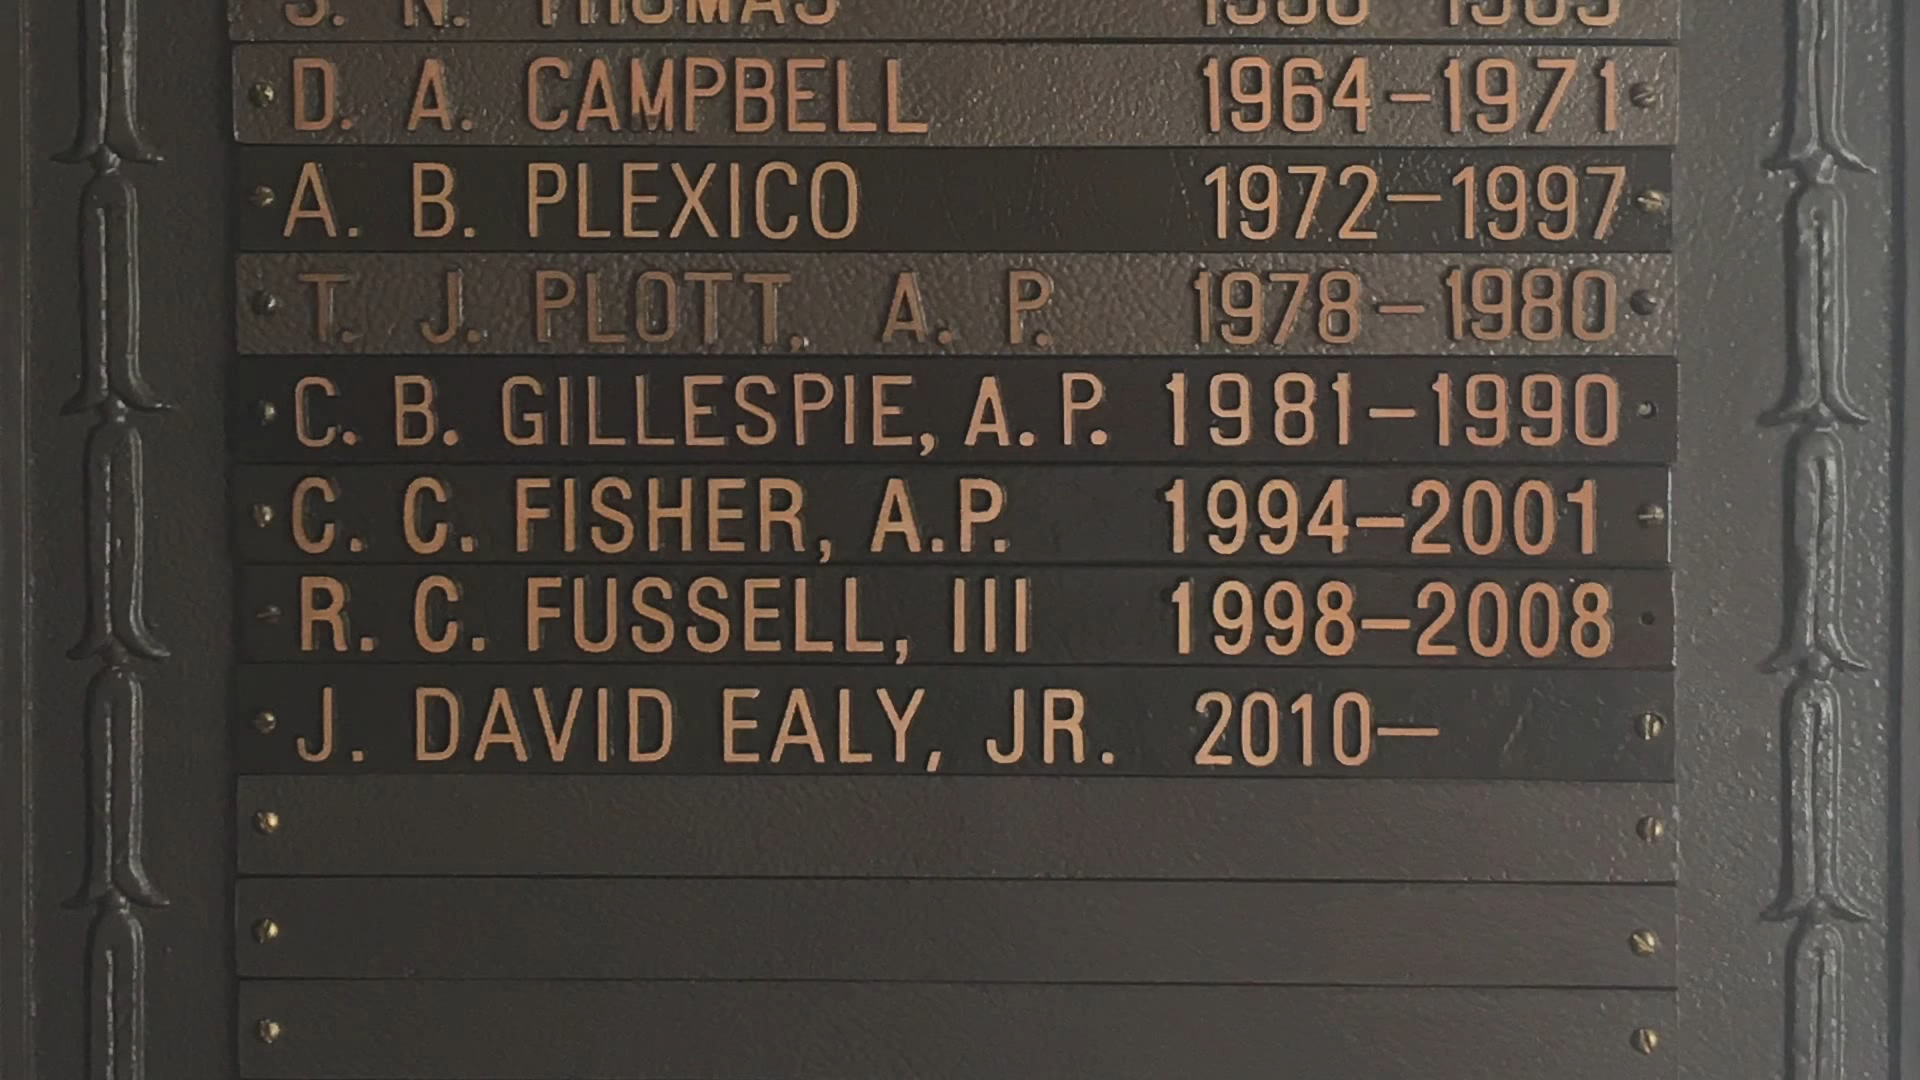 S. N. THOMAS
D. A. CAMPBELL 1964-1971
A. B. PLEXICO 1972-1997
T. J. PLOTT, A. P. 1978-1980
C. B. GILLESPIE, A.P. 1981-1990
C. C. FISHER, A.P. 1994-2001
R. C. FUSSELL, III 1998-2008
J. DAVID EALY, JR. 2010-